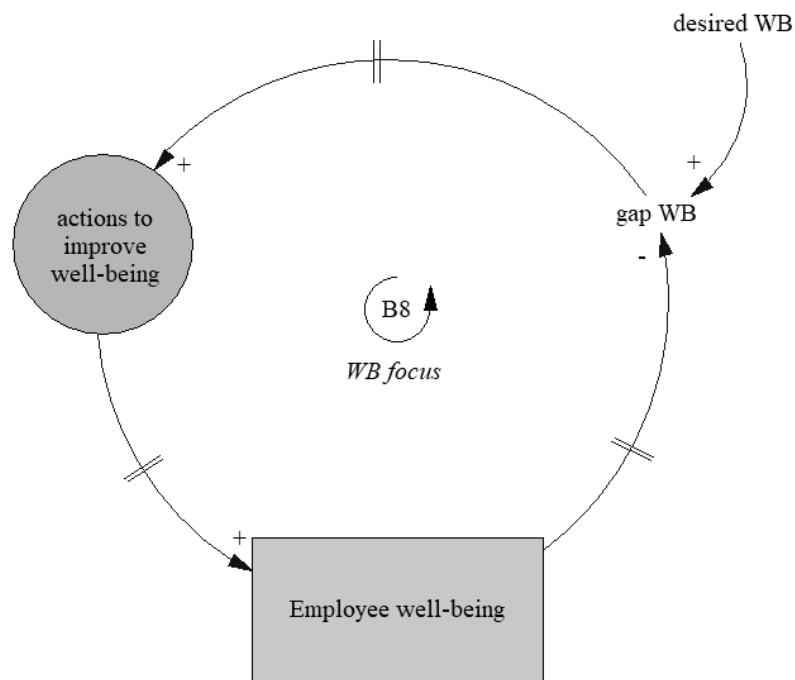 desired WB
+
+
gap WB
actions to
improve
well-being
-
B8
WB focus
+
Employee well-being